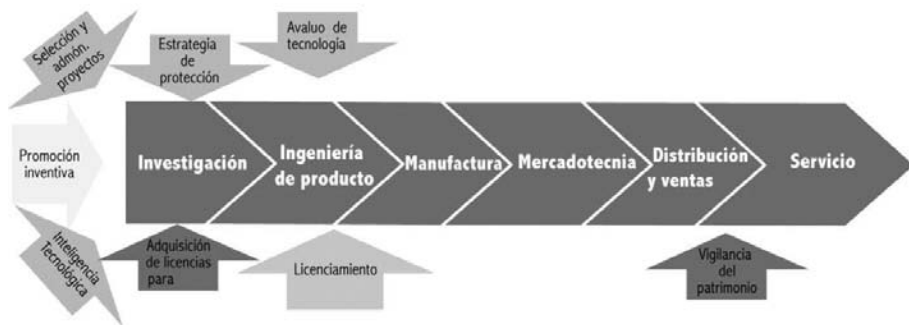 Selección y
admón.
proyectos
Estrategia
de
protección
Avaluo de
tecnología
Promoción
inventiva
Investigación
Ingeniería
de producto
Manufactura
Mercadotecnia
Distribución
y ventas
Servicio
Inteligencia
Tecnológica
Adquisición
de licencias
para
Licenciamiento
Vigilancia
del
patrimonio